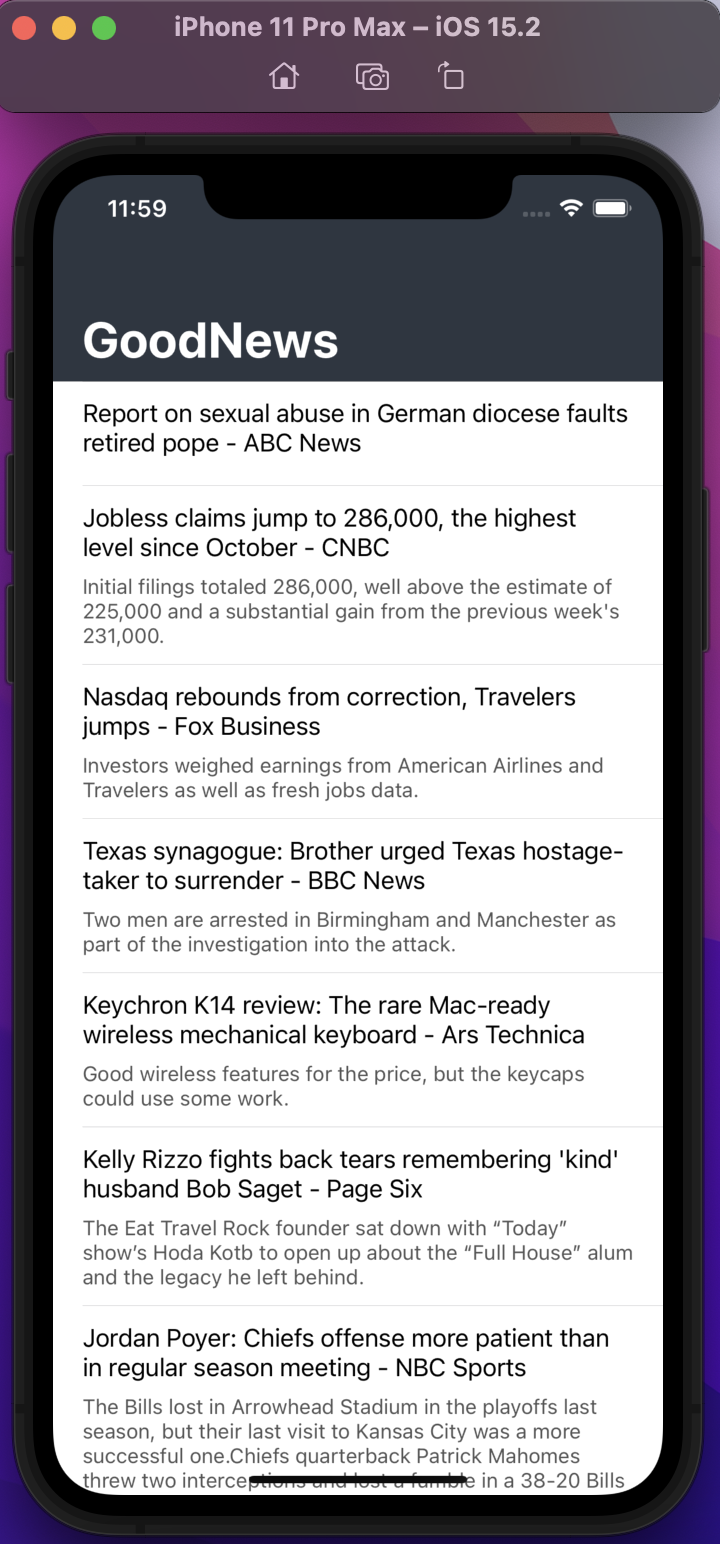 iPhone 11 Pro Max – iOS 15.2
11:59
GoodNews
Report on sexual abuse in German diocese faults
retired pope - ABC News
Jobless claims jump to 286,000, the highest
level since October - CNBC
Initial filings totaled 286,000, well above the estimate of
225,000 and a substantial gain from the previous week's
231,000.
Nasdaq rebounds from correction, Travelers
jumps - Fox Business
Investors weighed earnings from American Airlines and
Travelers as well as fresh jobs data.
Texas synagogue: Brother urged Texas hostage-
taker to surrender - BBC News
Two men are arrested in Birmingham and Manchester as
part of the investigation into the attack.
Keychron K14 review: The rare Mac-ready
wireless mechanical keyboard - Ars Technica
Good wireless features for the price, but the keycaps
could use some work.
Kelly Rizzo fights back tears remembering 'kind'
husband Bob Saget - Page Six
The Eat Travel Rock founder sat down with “Today”
show’s Hoda Kotb to open up about the “Full House” alum
and the legacy he left behind.
Jordan Poyer: Chiefs offense more patient than
in regular season meeting - NBC Sports
The Bills lost in Arrowhead Stadium in the playoffs last
season, but their last visit to Kansas City was a more
successful one.Chiefs quarterback Patrick Mahomes
threw two interceptions and lost a fumble in a 38-20 Bills